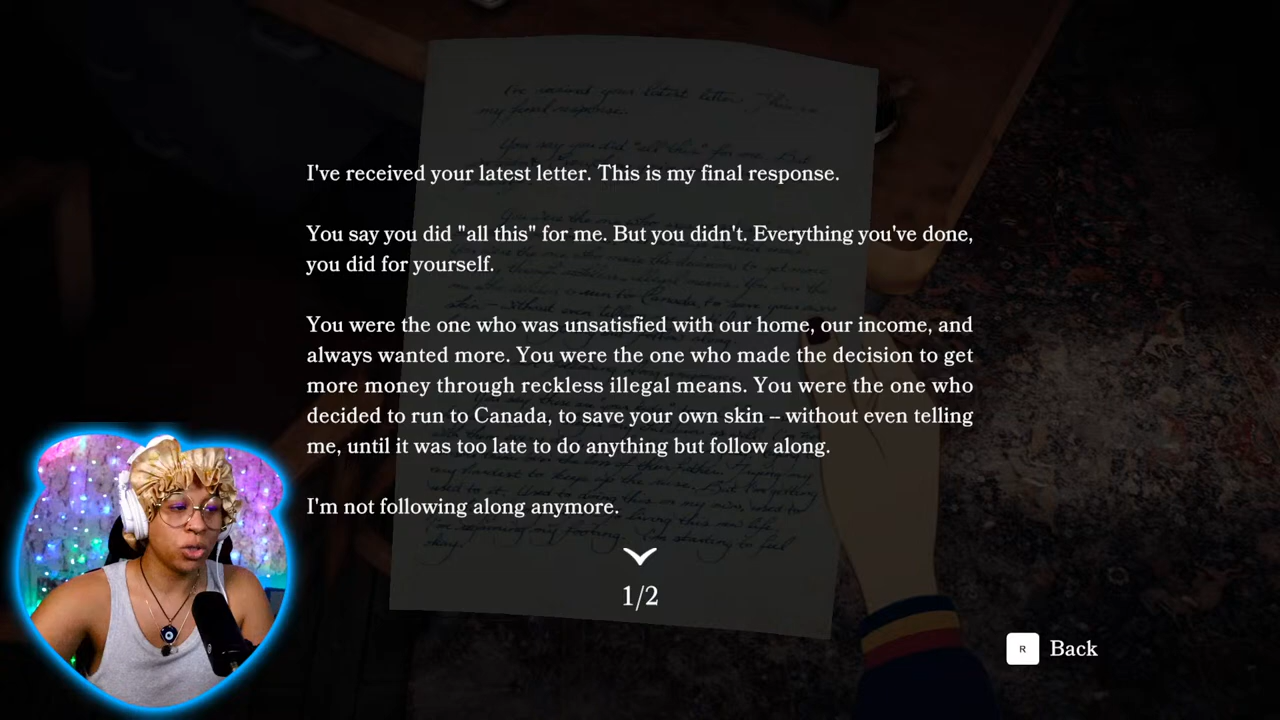 I've received your latest letter. This is my final response.
You say you did "all this" for me. But you didn't. Everything you've done,
you did for yourself.
You were the one who was unsatisfied with our home, our income, and
always wanted more. You were the one who made the decision to get
more money through reckless illegal means. You were the one who
decided to run to Canada, to save your own skin -- without even telling
me, until it was too late to do anything but follow along.
I'm not following along anymore.
1/2
R Back